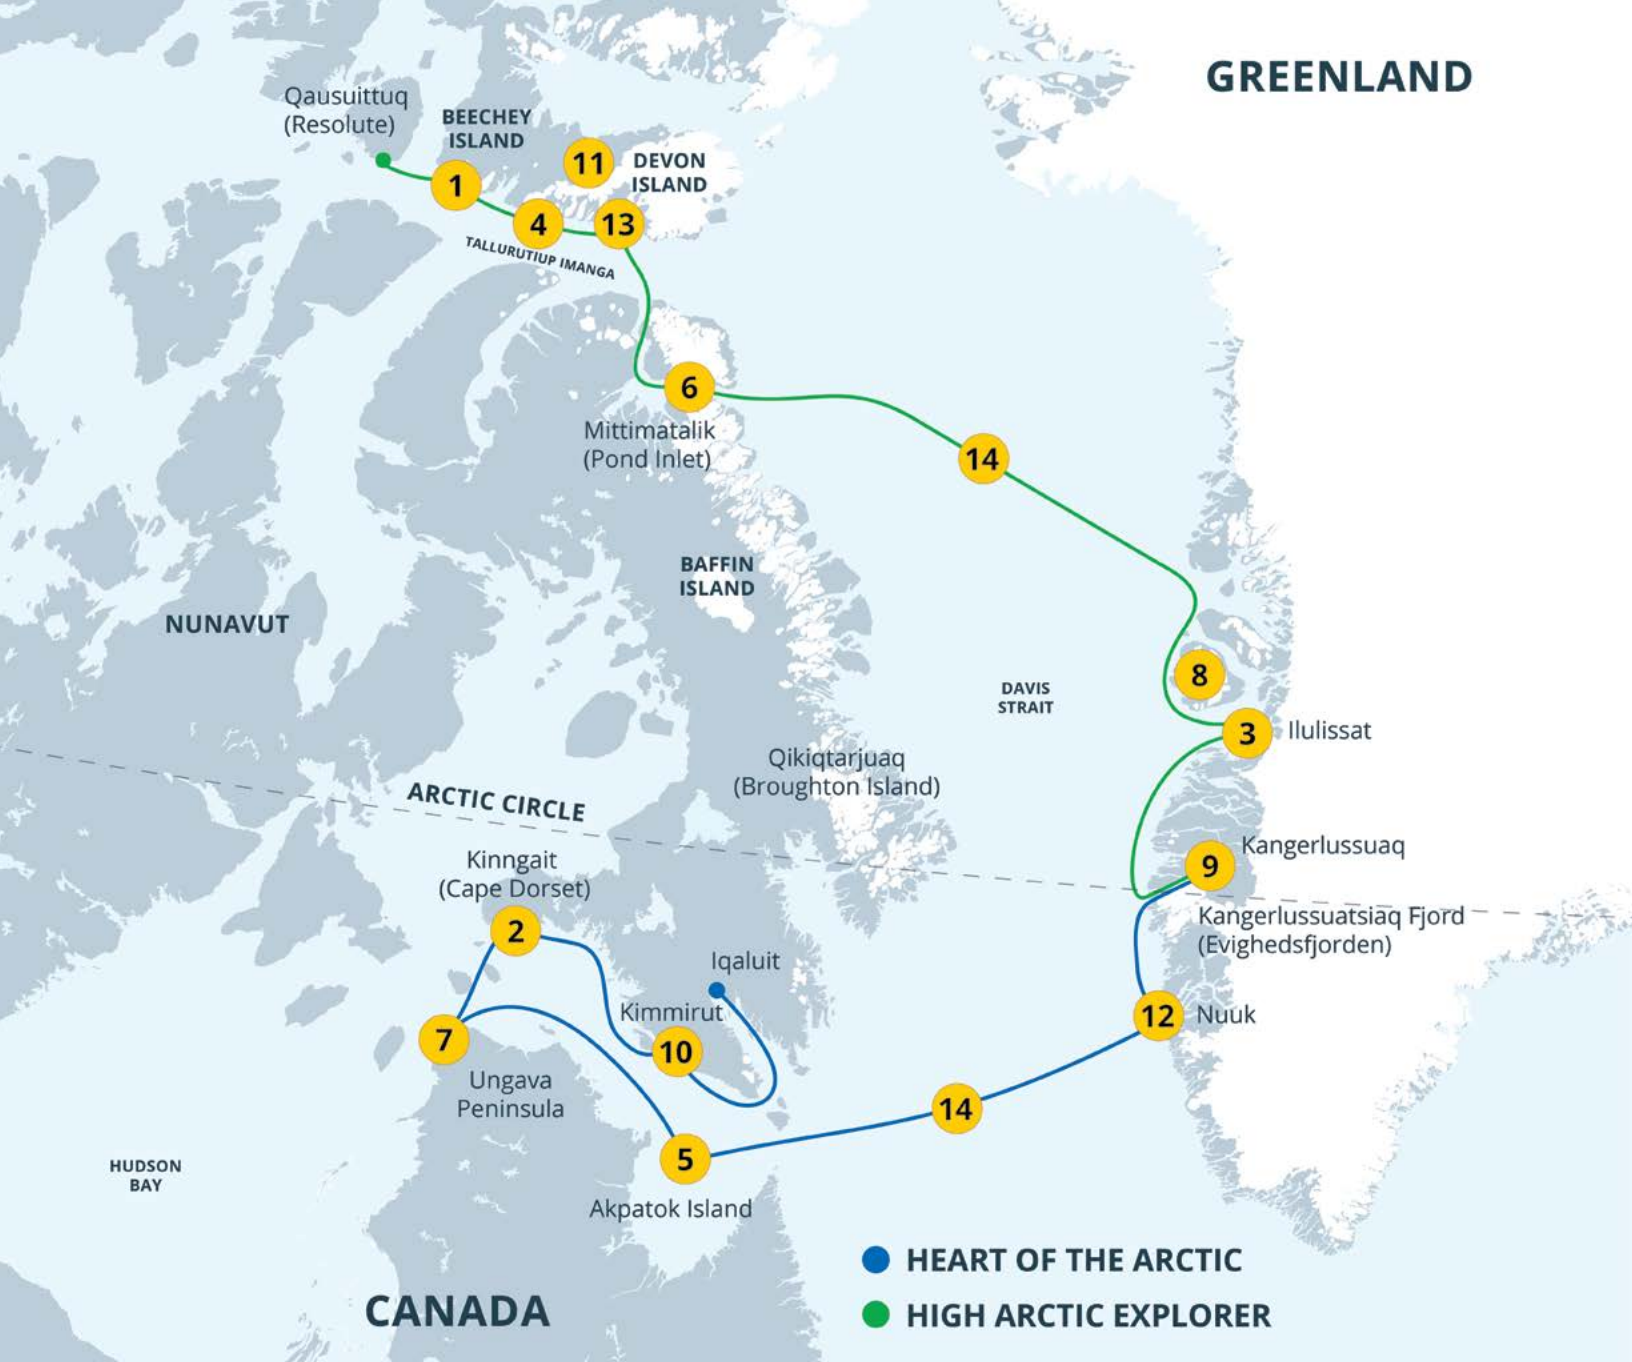 GREENLAND
Qausuittuq
(Resolute)
BEECHEY
ISLAND
11
DEVON
ISLAND
1
4
13
TALLURUTIUP IMANGA
6
Mittimatalik
(Pond Inlet)
14
BAFFIN
ISLAND
NUNAVUT
8
DAVIS
STRAIT
3
Ilulissat
Qikiqtarjuaq
(Broughton Island)
ARCTIC CIRCLE
Kangerlussuaq
9
Kinngait
(Cape Dorset)
Kangerlussuatsiaq Fjord
(Evighedsfjorden)
2
Iqaluit
Kimmirut
12
Nuuk
7
10
Ungava
Peninsula
14
5
HUDSON
BAY
Akpatok Island
HEART OF THE ARCTIC
CANADA
HIGH ARCTIC EXPLORER